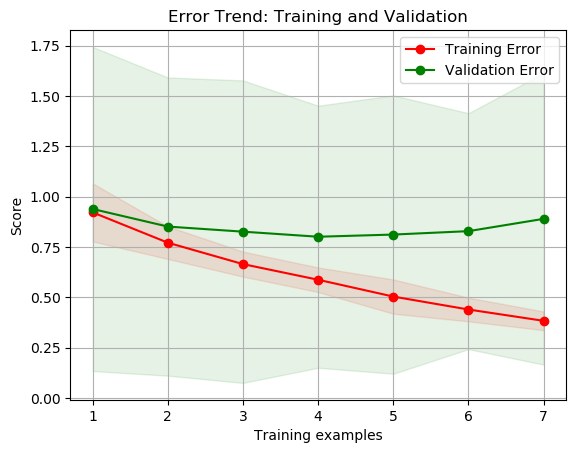 Error Trend: Training and Validation
Training Error
Validation Error
Score
1.75
1.50
1.25
1.00
0.75
0.50
0.25
0.00
1 2 3 4 5 6 7
Training examples